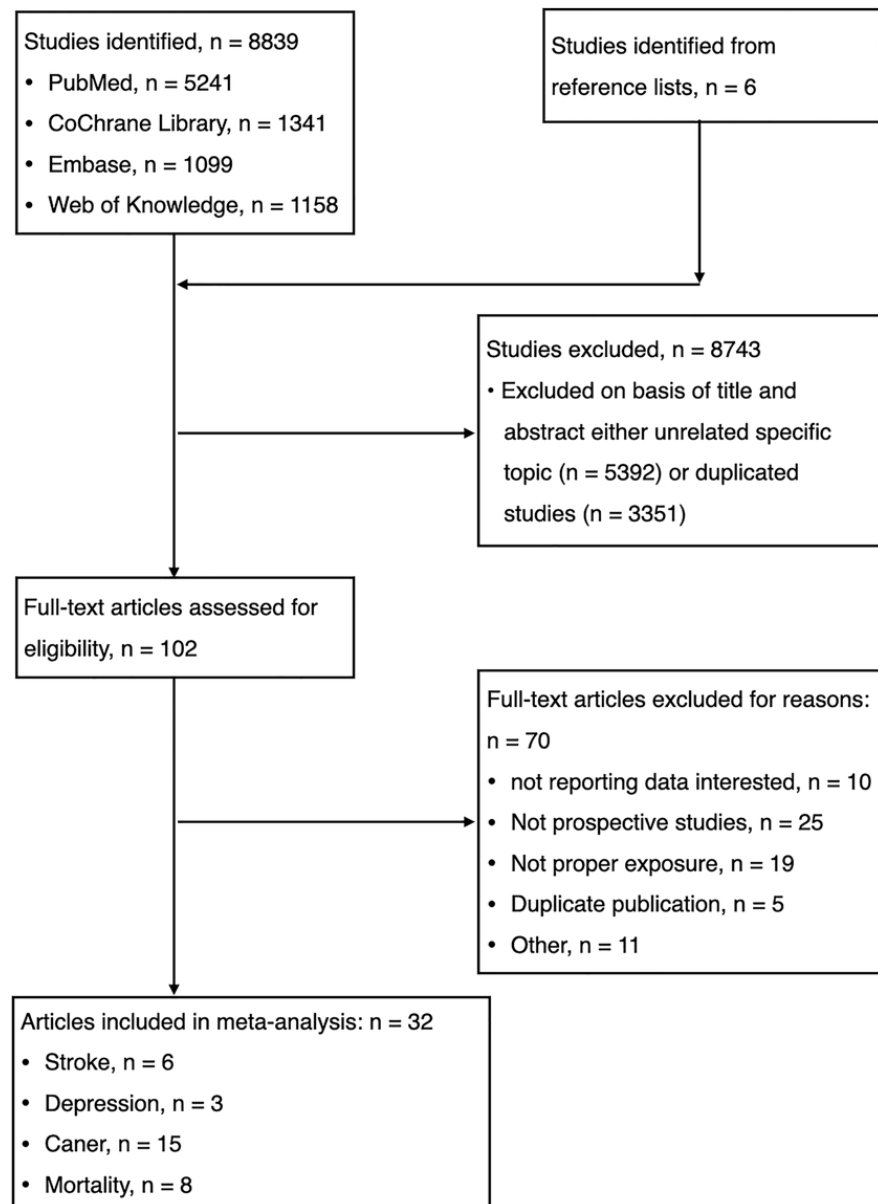 Studies identified, n = 8839
• PubMed, n = 5241
• CoChrane Library, n = 1341
• Embase, n = 1099
• Web of Knowledge, n = 1158
Studies identified from
reference lists, n = 6
Studies excluded, n = 8743
• Excluded on basis of title and
abstract either unrelated specific
topic (n = 5392) or duplicated
studies (n = 3351)
Full-text articles assessed for
eligibility, n = 102
Full-text articles excluded for reasons:
n = 70
• not reporting data interested, n = 10
• Not prospective studies, n = 25
• Not proper exposure, n = 19
• Duplicate publication, n = 5
• Other, n = 11
Articles included in meta-analysis: n = 32
• Stroke, n = 6
• Depression, n = 3
• Caner, n = 15
• Mortality, n = 8